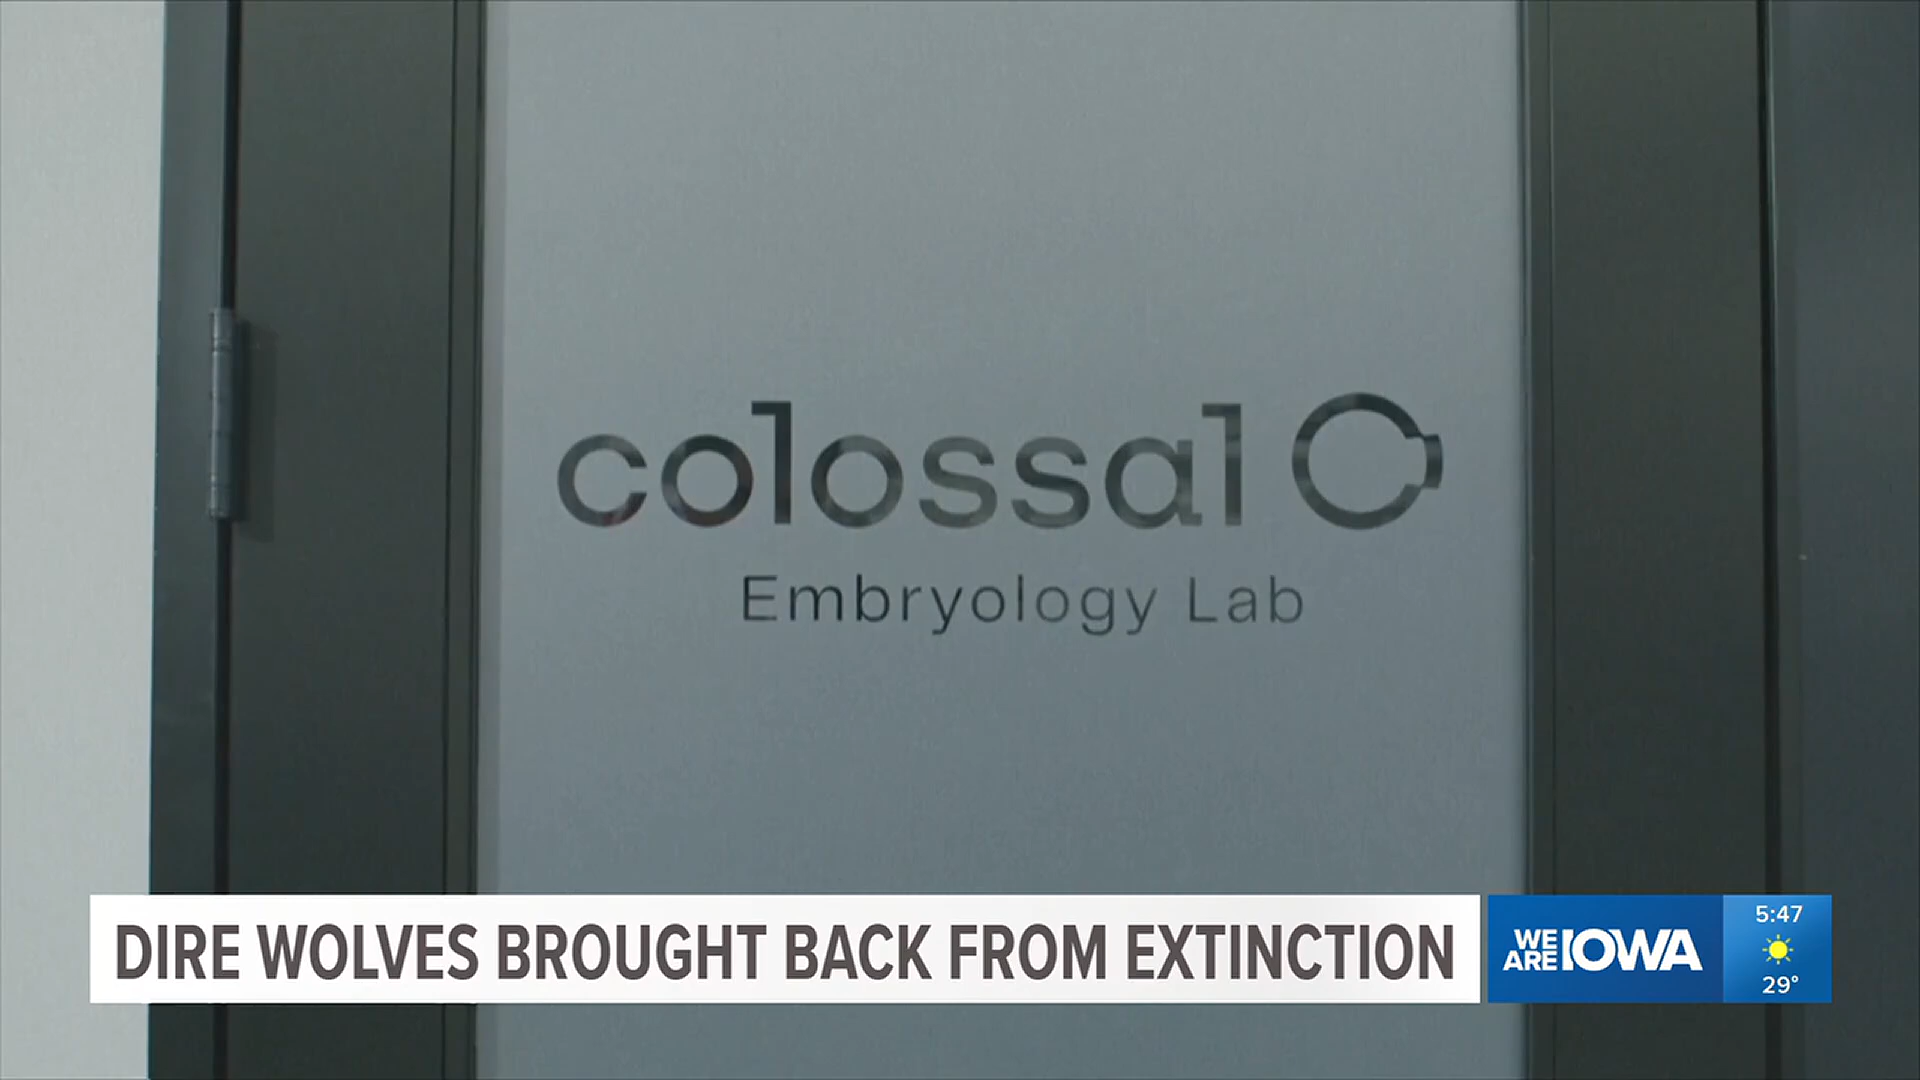 colossal
Embryology Lab
DIRE WOLVES BROUGHT BACK FROM EXTINCTION
WE ARE IOWA
5:47
29°